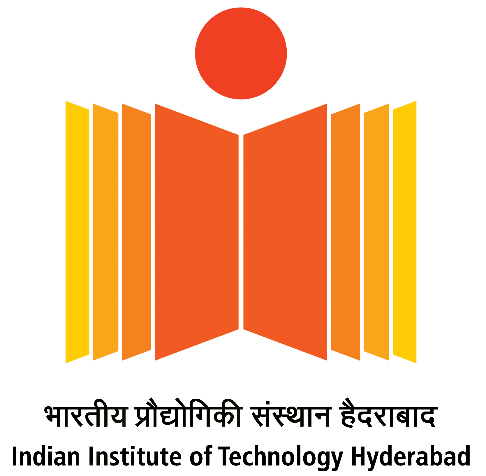 भारतीय प्रौद्योगिकी संस्थान हैदराबाद
Indian Institute of Technology Hyderabad